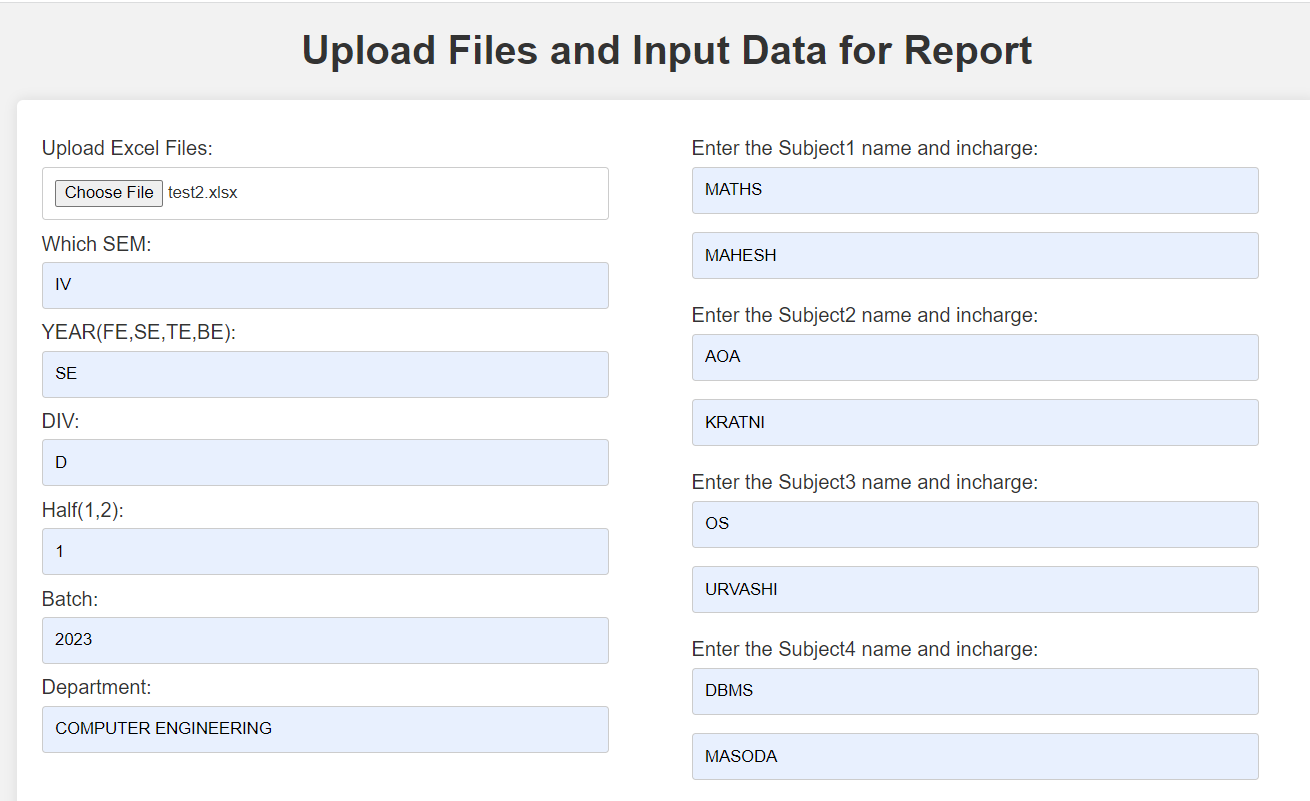 Upload Files and Input Data for Report
Upload Excel Files:
Choose File test2.xlsx
Which SEM:
IV
YEAR(FE,SE,TE,BE):
SE
DIV:
D
Half(1,2):
1
Batch:
2023
Department:
COMPUTER ENGINEERING
Enter the Subject1 name and incharge:
MATHS
MAHESH
Enter the Subject2 name and incharge:
AOA
KRATNI
Enter the Subject3 name and incharge:
OS
URVASHI
Enter the Subject4 name and incharge:
DBMS
MASODA